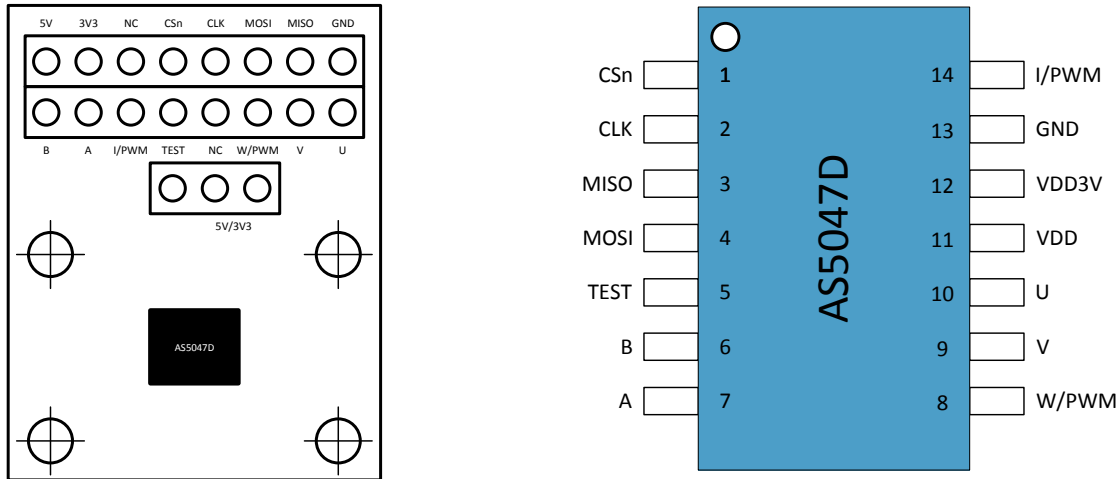 5V 3V3 NC CSn CLK MOSI MISO GND
B A I/PWM TEST NC W/PWM V U
5V/3V3
AS5047D
CSn 1 14 I/PWM
CLK 2 13 GND
MISO 3 12 VDD3V
MOSI 4 11 VDD
TEST 5 10 U
B 6 9 V
A 7 8 W/PWM
AS5047D